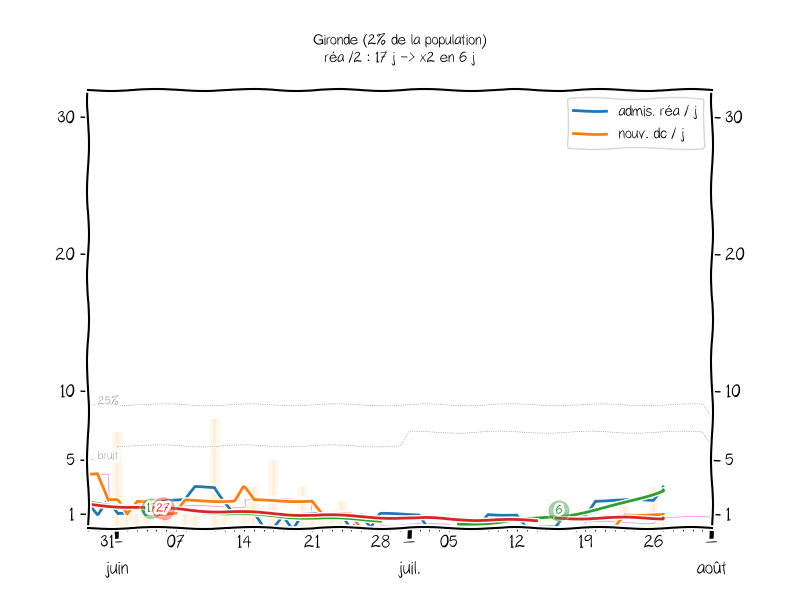 Gironde (2% de la population)
réa /2 : 17 j -> x2 en 6 j
admis. réa / j
nouv. dc / j
30
30
20
20
10
10
25%
5
5
bruit
27
6
1
1
31 07 14 21 28 05 12 19 26
juin juil. août